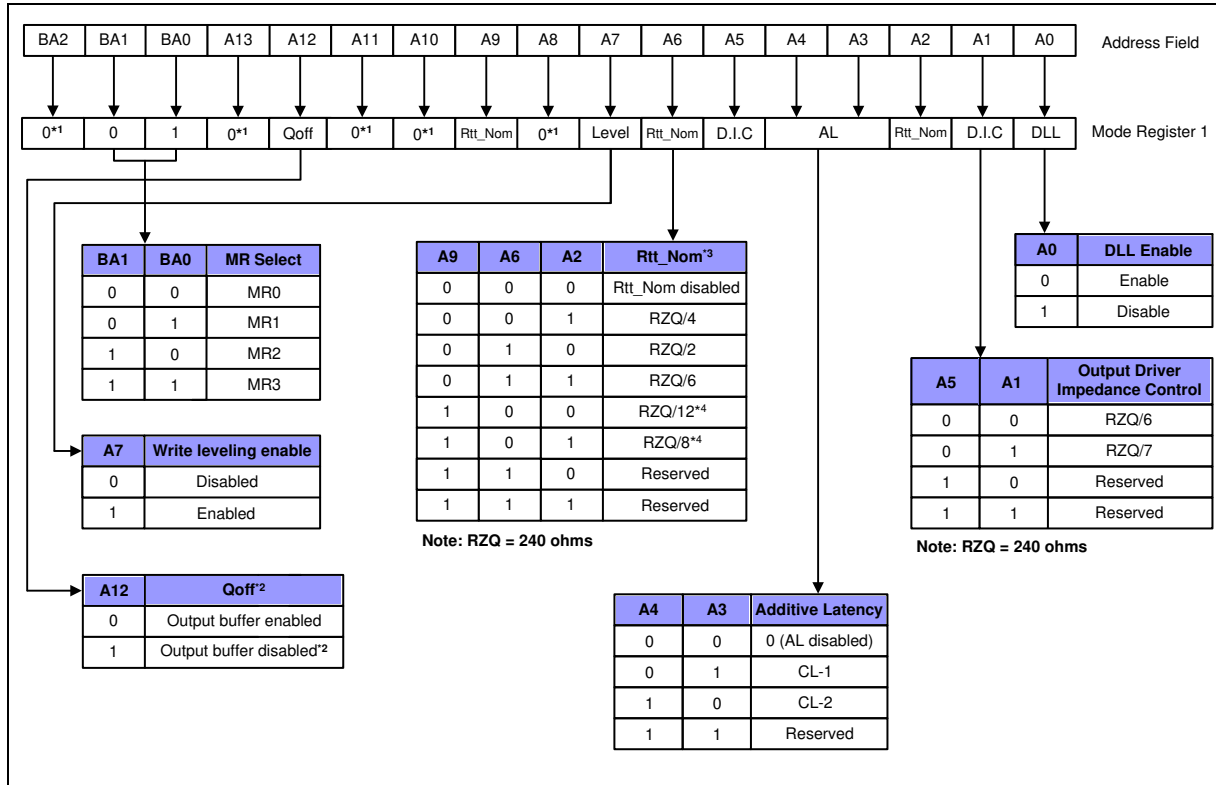 BA2 BA1 BA0 A13 A12 A11 A10 A9 A8 A7 A6 A5 A4 A3 A2 A1 A0 Address Field
0*1 0 1 0*1 Qoff 0*1 0*1 Rtt_Nom 0*1 Level Rtt_Nom D.I.C AL Rtt_Nom D.I.C DLL Mode Register 1
BA1 BA0 MR Select
0 0 MR0
0 1 MR1
1 0 MR2
1 1 MR3
A7 Write leveling enable
0 Disabled
1 Enabled
A12 Qoff*2
0 Output buffer enabled
1 Output buffer disabled*2
A9 A6 A2 Rtt_Nom*3
0 0 0 Rtt_Nom disabled
0 0 1 RZQ/4
0 1 0 RZQ/2
0 1 1 RZQ/6
1 0 0 RZQ/12*4
1 0 1 RZQ/8*4
1 1 0 Reserved
1 1 1 Reserved
Note: RZQ = 240 ohms
A4 A3 Additive Latency
0 0 0 (AL disabled)
0 1 CL-1
1 0 CL-2
1 1 Reserved
A0 DLL Enable
0 Enable
1 Disable
A5 A1 Output Driver
Impedance Control
0 0 RZQ/6
0 1 RZQ/7
1 0 Reserved
1 1 Reserved
Note: RZQ = 240 ohms